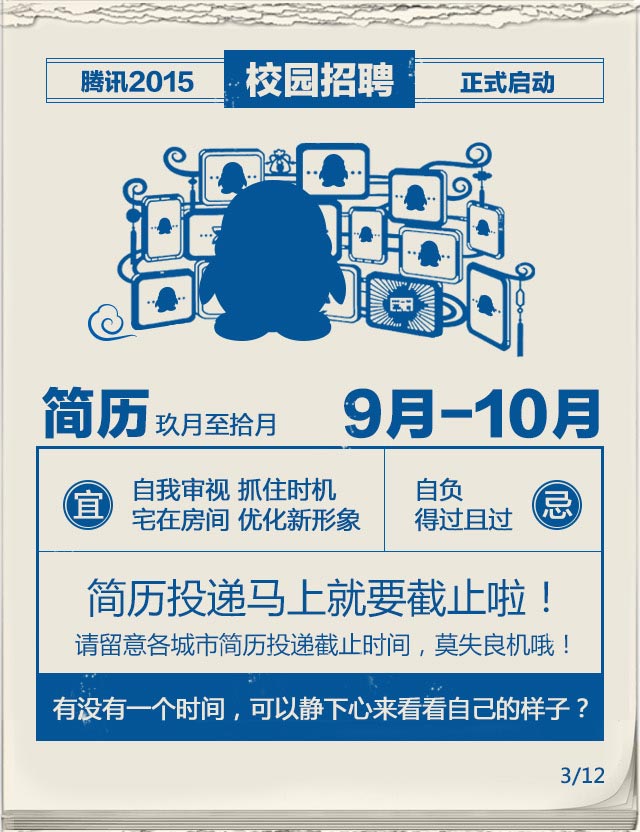 腾讯2015 校园招聘 正式启动
简历 玖月至拾月 9月-10月
宜
自我审视 抓住时机
宅在房间 优化新形象
自负
得过且过
忌
简历投递马上就要截止啦！
请留意各城市简历投递截止时间，莫失良机哦！
有没有一个时间，可以静下心来看看自己的样子？
3/12